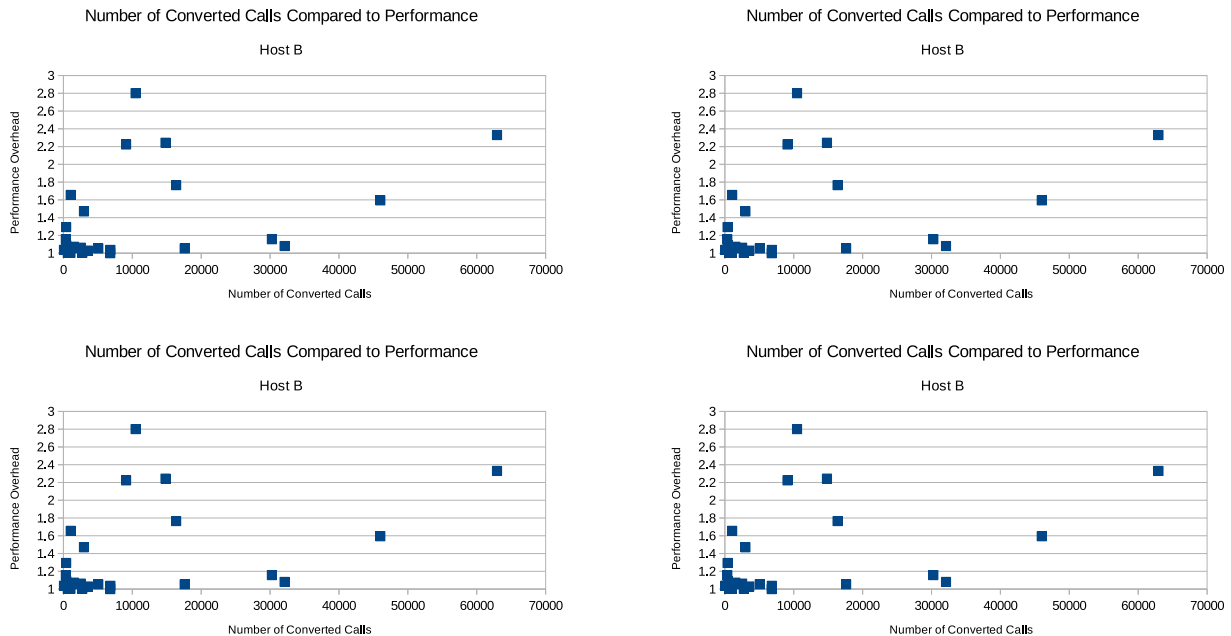 Number of Converted Calls Compared to Performance
Host B
Performance Overhead
3
2.8
2.6
2.4
2.2
2
1.8
1.6
1.4
1.2
1
0 10000 20000 30000 40000 50000 60000 70000
Number of Converted Calls
Number of Converted Calls Compared to Performance
Host B
Performance Overhead
3
2.8
2.6
2.4
2.2
2
1.8
1.6
1.4
1.2
1
0 10000 20000 30000 40000 50000 60000 70000
Number of Converted Calls
Number of Converted Calls Compared to Performance
Host B
Performance Overhead
3
2.8
2.6
2.4
2.2
2
1.8
1.6
1.4
1.2
1
0 10000 20000 30000 40000 50000 60000 70000
Number of Converted Calls
Number of Converted Calls Compared to Performance
Host B
Performance Overhead
3
2.8
2.6
2.4
2.2
2
1.8
1.6
1.4
1.2
1
0 10000 20000 30000 40000 50000 60000 70000
Number of Converted Calls